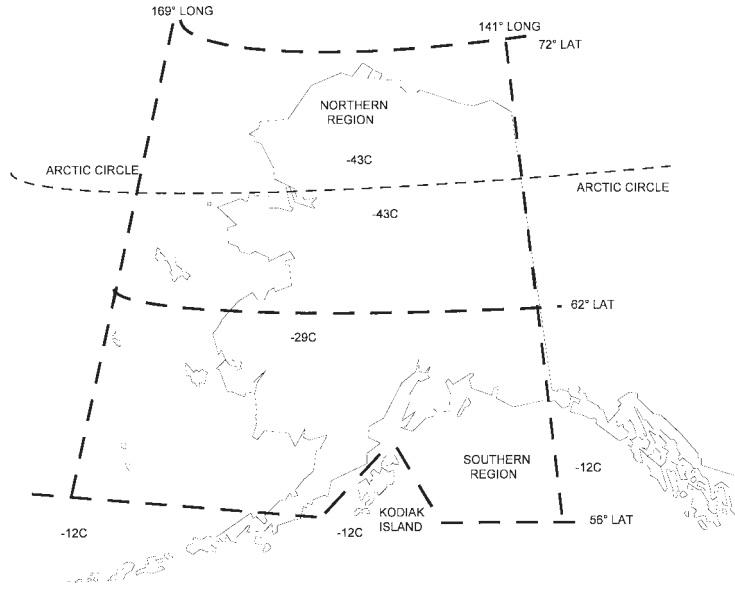 169° LONG
141° LONG
72° LAT
NORTHERN
REGION
-43C
ARCTIC CIRCLE
ARCTIC CIRCLE
-43C
62° LAT
-29C
SOUTHERN
REGION
-12C
KODIAK
ISLAND
56° LAT
-12C
-12C